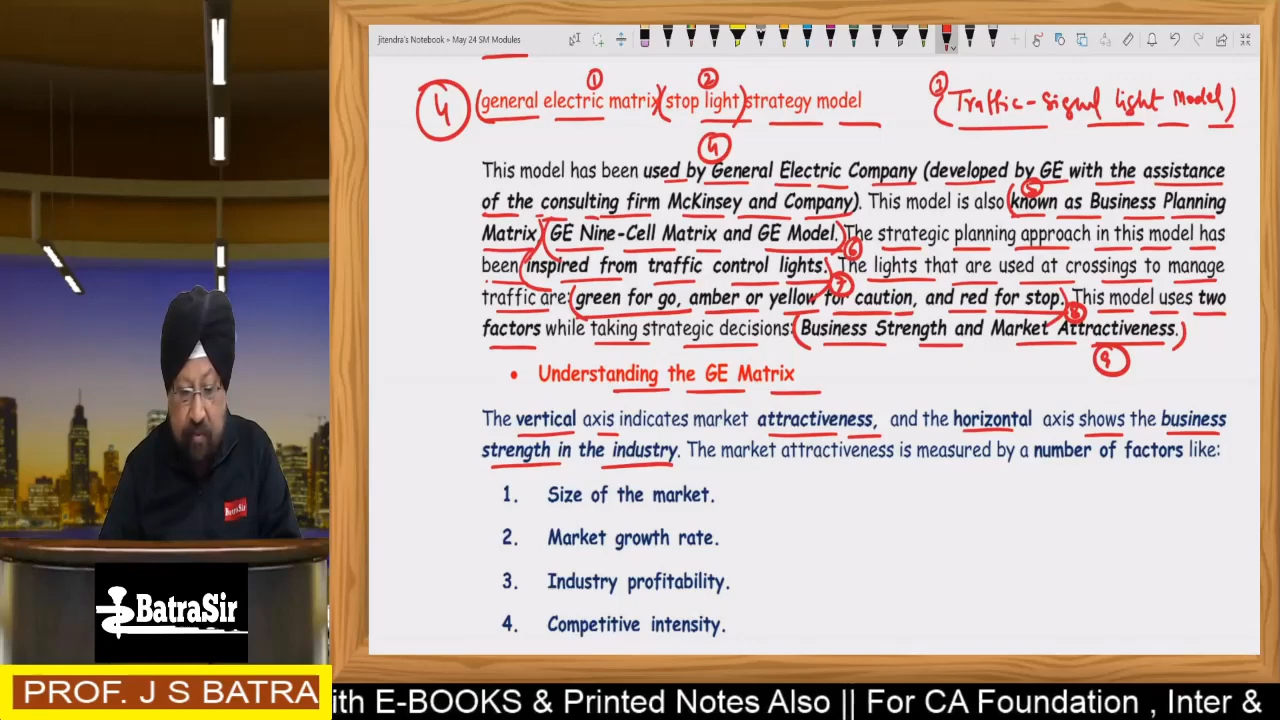 jitendra's Notebook » May 24 SM Modules
① ② ③
④ (general electric matrix (stop light) strategy model (Traffic-Signal light Model)
④
This model has been used by General Electric Company (developed by GE with the assistance
of the consulting firm McKinsey and Company). This model is also (known as Business Planning
⑤
Matrix) (GE Nine-Cell Matrix and GE Model.) The strategic planning approach in this model has
⑥
been (inspired from traffic control lights.) The lights that are used at crossings to manage
⑦
traffic are: (green for go, amber or yellow for caution, and red for stop.) This model uses two
⑧
factors while taking strategic decisions: (Business Strength and Market Attractiveness.)
⑨
• Understanding the GE Matrix
The vertical axis indicates market attractiveness, and the horizontal axis shows the business
strength in the industry. The market attractiveness is measured by a number of factors like:
1. Size of the market.
2. Market growth rate.
3. Industry profitability.
4. Competitive intensity.
BatraSir
BatraSir
PROF. J S BATRA
ith E-BOOKS & Printed Notes Also || For CA Foundation , Inter &